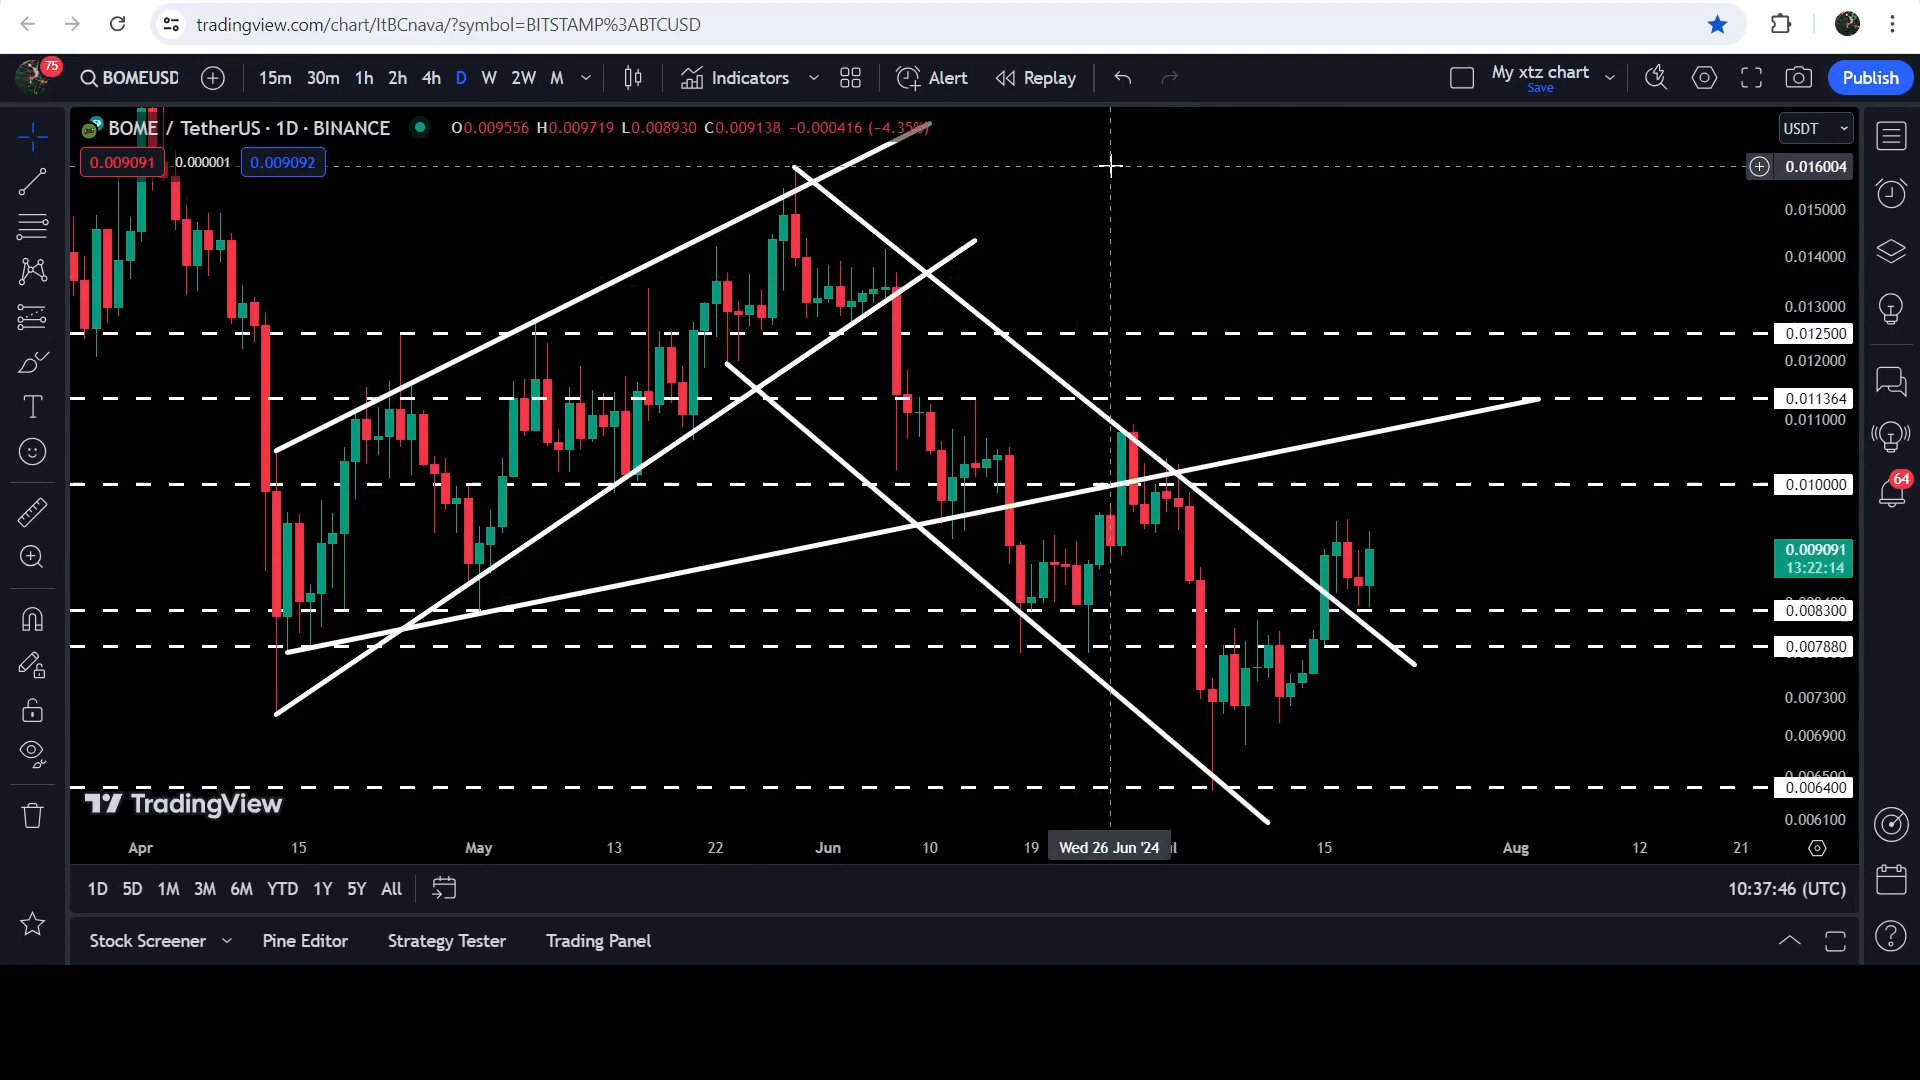 tradingview.com/chart/ItBCnava/?symbol=BITSTAMP%3ABTCUSD
75
BOMEUSD
15m 30m 1h 2h 4h D W 2W M
Indicators
Alert
Replay
My xtz chart
Save
Publish
BOME / TetherUS · 1D · BINANCE
O0.009556 H0.009719 L0.008930 C0.009138 −0.000416 (−4.35%)
USDT
0.009091 0.000001 0.009092
0.016004
0.015000
0.014000
0.013000
0.012500
0.012000
0.011364
0.011000
0.010000
64
0.009091
13:22:14
0.008300
0.007880
0.007300
0.006900
0.006400
0.006100
TradingView
Apr 15 May 13 22 Jun 10 19 Wed 26 Jun '24 15 Aug 12 21
1D 5D 1M 3M 6M YTD 1Y 5Y All
10:37:46 (UTC)
Stock Screener Pine Editor Strategy Tester Trading Panel